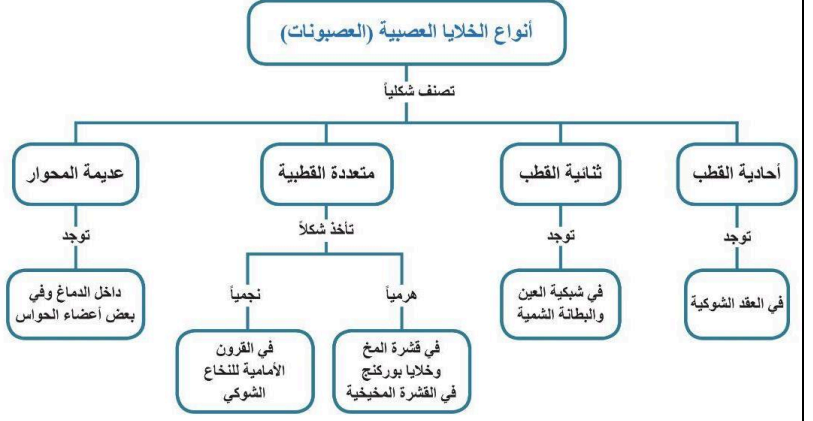 أنواع الخلايا العصبية (العصبونات)
تصنف شكلياً
أحادية القطب
ثنائية القطب
متعددة القطبية
عديمة المحوار
توجد
توجد
تأخذ شكلاً
توجد
في العقد الشوكية
في شبكية العين
والبطانة الشمية
هرمياً
نجمياً
داخل الدماغ وفي
بعض أعضاء الحواس
في قشرة المخ
وخلايا بوركنج
في القشرة المخيخية
في القرون
الأمامية للنخاع
الشوكي